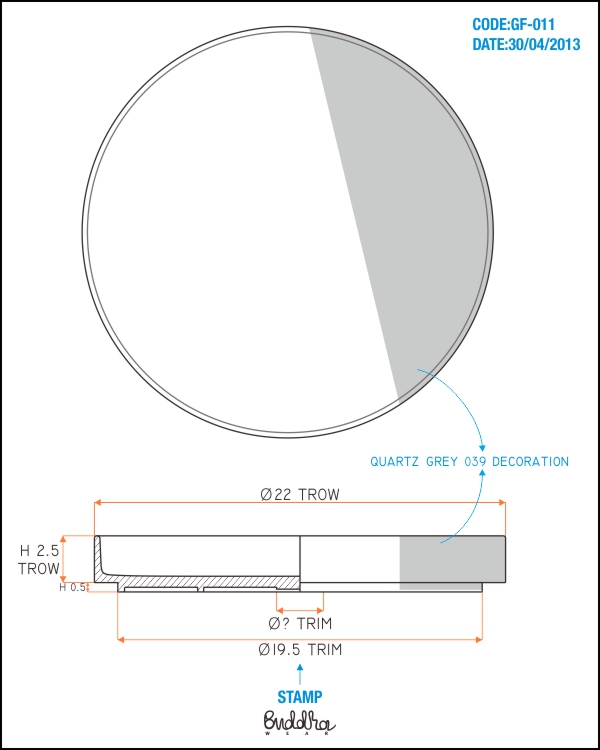 CODE:GF-011
DATE:30/04/2013
QUARTZ GREY 039 DECORATION
Ø22 TROW
H 2.5
TROW
H 0.5
Ø? TRIM
Ø19.5 TRIM
STAMP
Buddha
WEAR